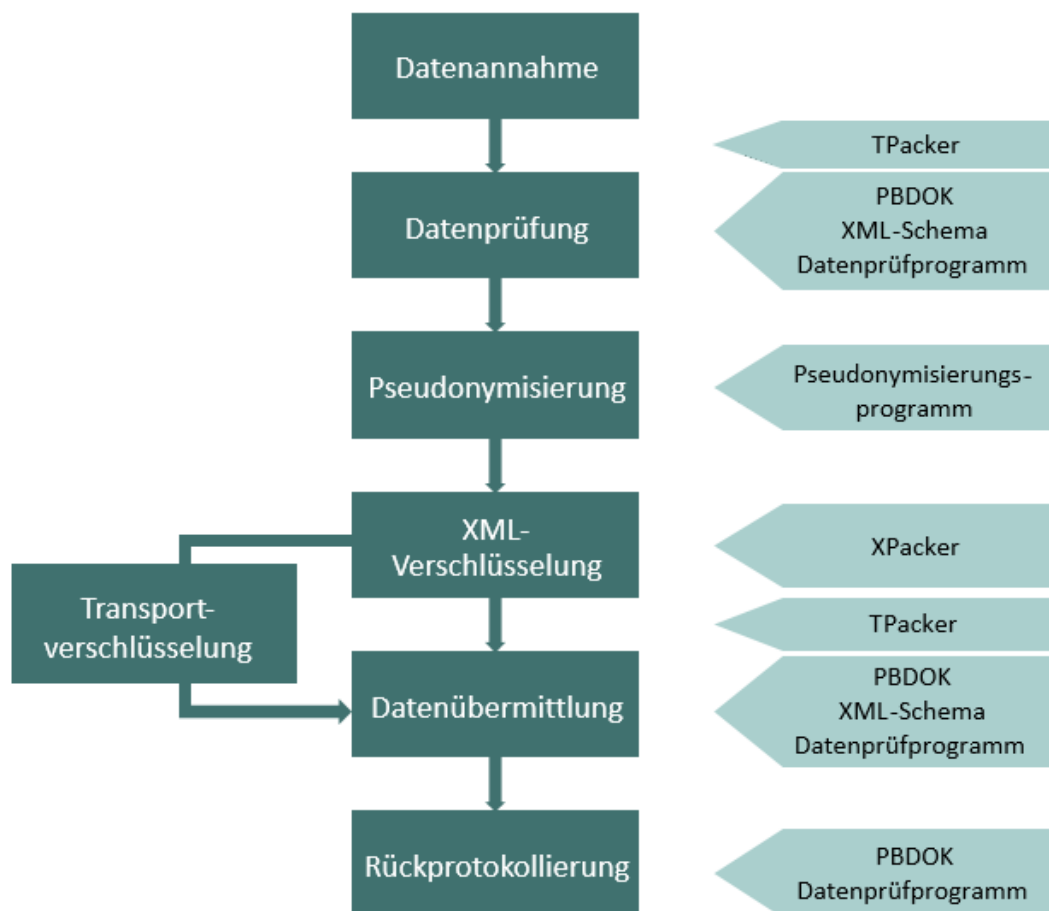 Datenannahme
TPacker
Datenprüfung
PBDOK
XML-Schema
Datenprüfprogramm
Pseudonymisierung
Pseudonymisierungs-
programm
XML-
Verschlüsselung
XPacker
Transport-
verschlüsselung
TPacker
Datenübermittlung
PBDOK
XML-Schema
Datenprüfprogramm
Rückprotokollierung
PBDOK
Datenprüfprogramm